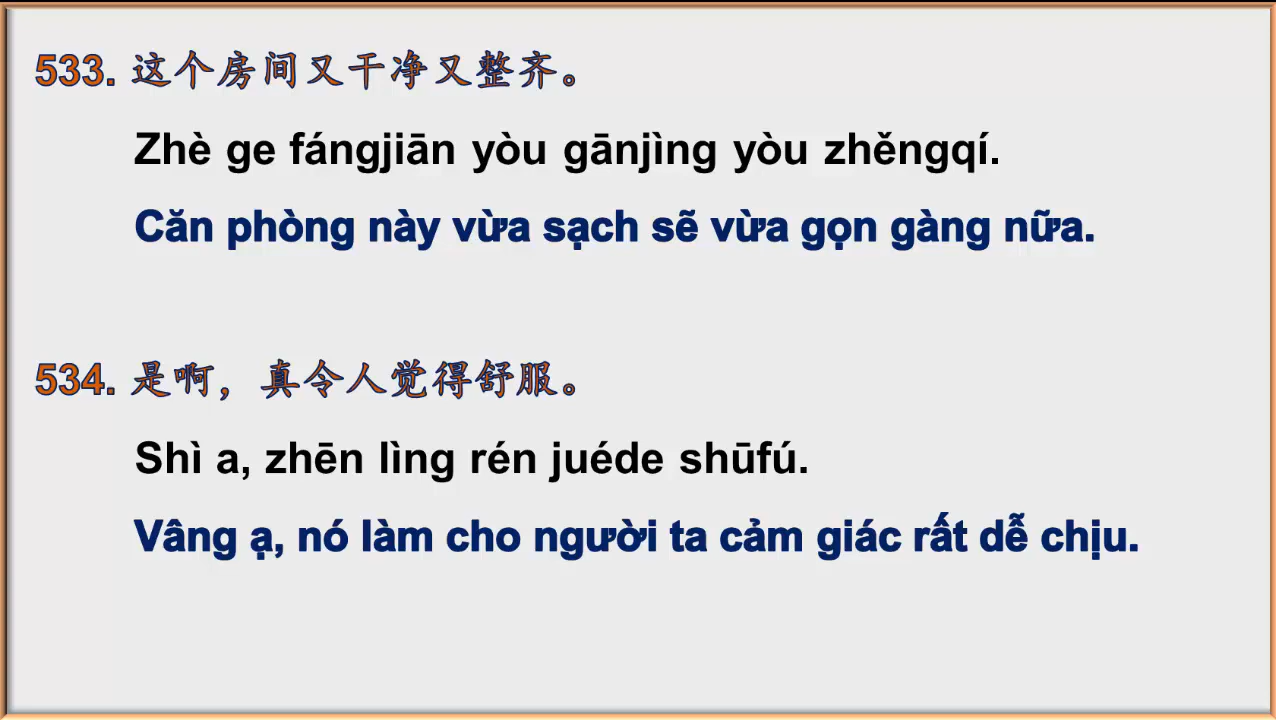 533. 这个房间又干净又整齐。
Zhè ge fángjiān yòu gānjìng yòu zhěngqí.
Căn phòng này vừa sạch sẽ vừa gọn gàng nữa.
534. 是啊，真令人觉得舒服。
Shì a, zhēn lìng rén juéde shūfú.
Vâng ạ, nó làm cho người ta cảm giác rất dễ chịu.